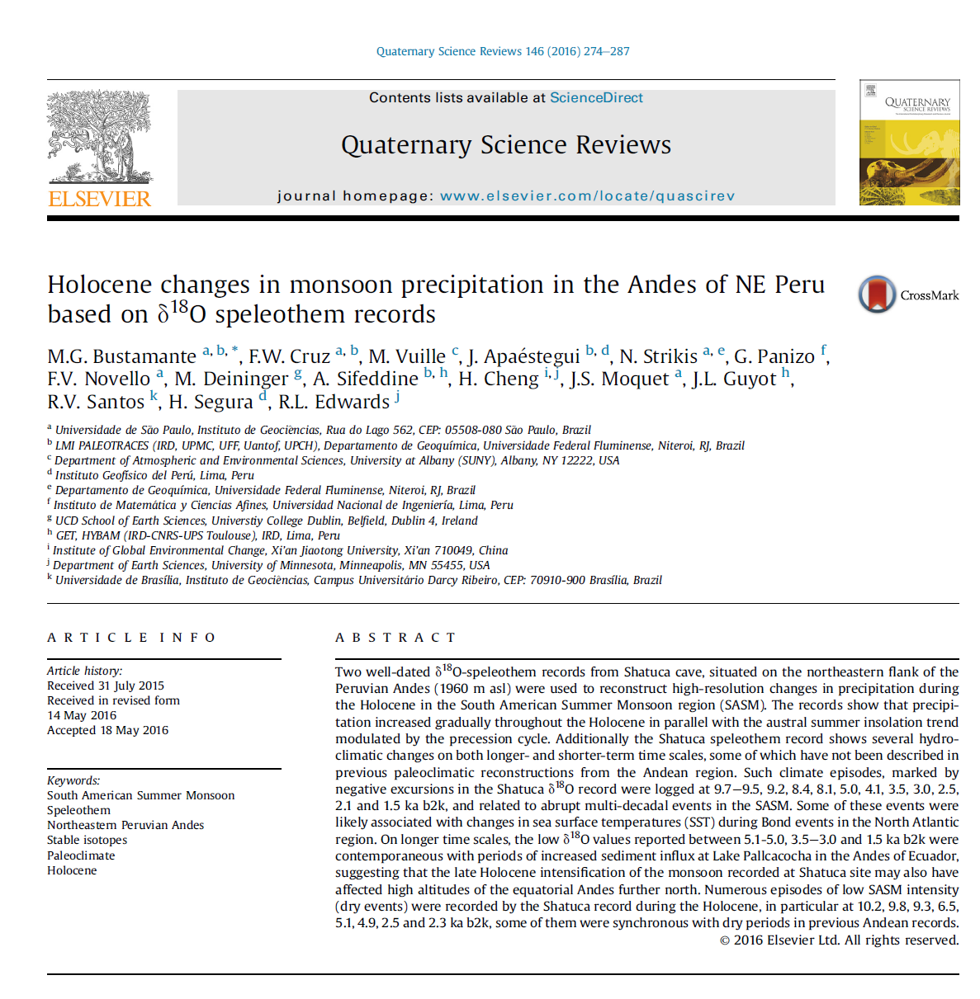 Quaternary Science Reviews 146 (2016) 274–287
Contents lists available at ScienceDirect
Quaternary Science Reviews
journal homepage: www.elsevier.com/locate/quascirev
ELSEVIER
QUATERNARY
SCIENCE REVIEWS
Holocene changes in monsoon precipitation in the Andes of NE Peru
based on δ18O speleothem records
CrossMark
M.G. Bustamante a, b, *, F.W. Cruz a, b, M. Vuille c, J. Apaéstegui b, d, N. Strikis a, e, G. Panizo f,
F.V. Novello a, M. Deininger g, A. Sifeddine b, h, H. Cheng i, j, J.S. Moquet a, J.L. Guyot h,
R.V. Santos k, H. Segura d, R.L. Edwards j
a Universidade de São Paulo, Instituto de Geociências, Rua do Lago 562, CEP: 05508-080 São Paulo, Brazil
b LMI PALEOTRACES (IRD, UPMC, UFF, Uantof, UPCH), Departamento de Geoquímica, Universidade Federal Fluminense, Niteroi, RJ, Brazil
c Department of Atmospheric and Environmental Sciences, University at Albany (SUNY), Albany, NY 12222, USA
d Instituto Geofísico del Perú, Lima, Peru
e Departamento de Geoquímica, Universidade Federal Fluminense, Niteroi, RJ, Brazil
f Instituto de Matemática y Ciencias Afines, Universidad Nacional de Ingeniería, Lima, Peru
g UCD School of Earth Sciences, Universtiy College Dublin, Belfield, Dublin 4, Ireland
h GET, HYBAM (IRD-CNRS-UPS Toulouse), IRD, Lima, Peru
i Institute of Global Environmental Change, Xi'an Jiaotong University, Xi'an 710049, China
j Department of Earth Sciences, University of Minnesota, Minneapolis, MN 55455, USA
k Universidade de Brasília, Instituto de Geociências, Campus Universitário Darcy Ribeiro, CEP: 70910-900 Brasília, Brazil
ARTICLE INFO
Article history:
Received 31 July 2015
Received in revised form
14 May 2016
Accepted 18 May 2016
Keywords:
South American Summer Monsoon
Speleothem
Northeastern Peruvian Andes
Stable isotopes
Paleoclimate
Holocene
ABSTRACT
Two well-dated δ18O-speleothem records from Shatuca cave, situated on the northeastern flank of the
Peruvian Andes (1960 m asl) were used to reconstruct high-resolution changes in precipitation during
the Holocene in the South American Summer Monsoon region (SASM). The records show that precipi-
tation increased gradually throughout the Holocene in parallel with the austral summer insolation trend
modulated by the precession cycle. Additionally the Shatuca speleothem record shows several hydro-
climatic changes on both longer- and shorter-term time scales, some of which have not been described in
previous paleoclimatic reconstructions from the Andean region. Such climate episodes, marked by
negative excursions in the Shatuca δ18O record were logged at 9.7–9.5, 9.2, 8.4, 8.1, 5.0, 4.1, 3.5, 3.0, 2.5,
2.1 and 1.5 ka b2k, and related to abrupt multi-decadal events in the SASM. Some of these events were
likely associated with changes in sea surface temperatures (SST) during Bond events in the North Atlantic
region. On longer time scales, the low δ18O values reported between 5.1-5.0, 3.5–3.0 and 1.5 ka b2k were
contemporaneous with periods of increased sediment influx at Lake Pallcacocha in the Andes of Ecuador,
suggesting that the late Holocene intensification of the monsoon recorded at Shatuca site may also have
affected high altitudes of the equatorial Andes further north. Numerous episodes of low SASM intensity
(dry events) were recorded by the Shatuca record during the Holocene, in particular at 10.2, 9.8, 9.3, 6.5,
5.1, 4.9, 2.5 and 2.3 ka b2k, some of them were synchronous with dry periods in previous Andean records.
© 2016 Elsevier Ltd. All rights reserved.